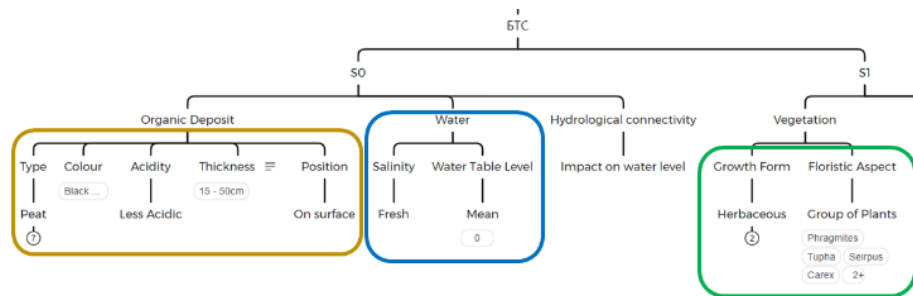 БТС
S0 S1
Organic Deposit Water Hydrological connectivity Vegetation
Type Colour Acidity Thickness Position Salinity Water Table Level Impact on water level Growth Form Floristic Aspect
Black ... 15 - 50cm
Peat Less Acidic On surface Fresh Mean Herbaceous Group of Plants
? 0 2 Phragmites
Tupha Seirpus
Carex 2+